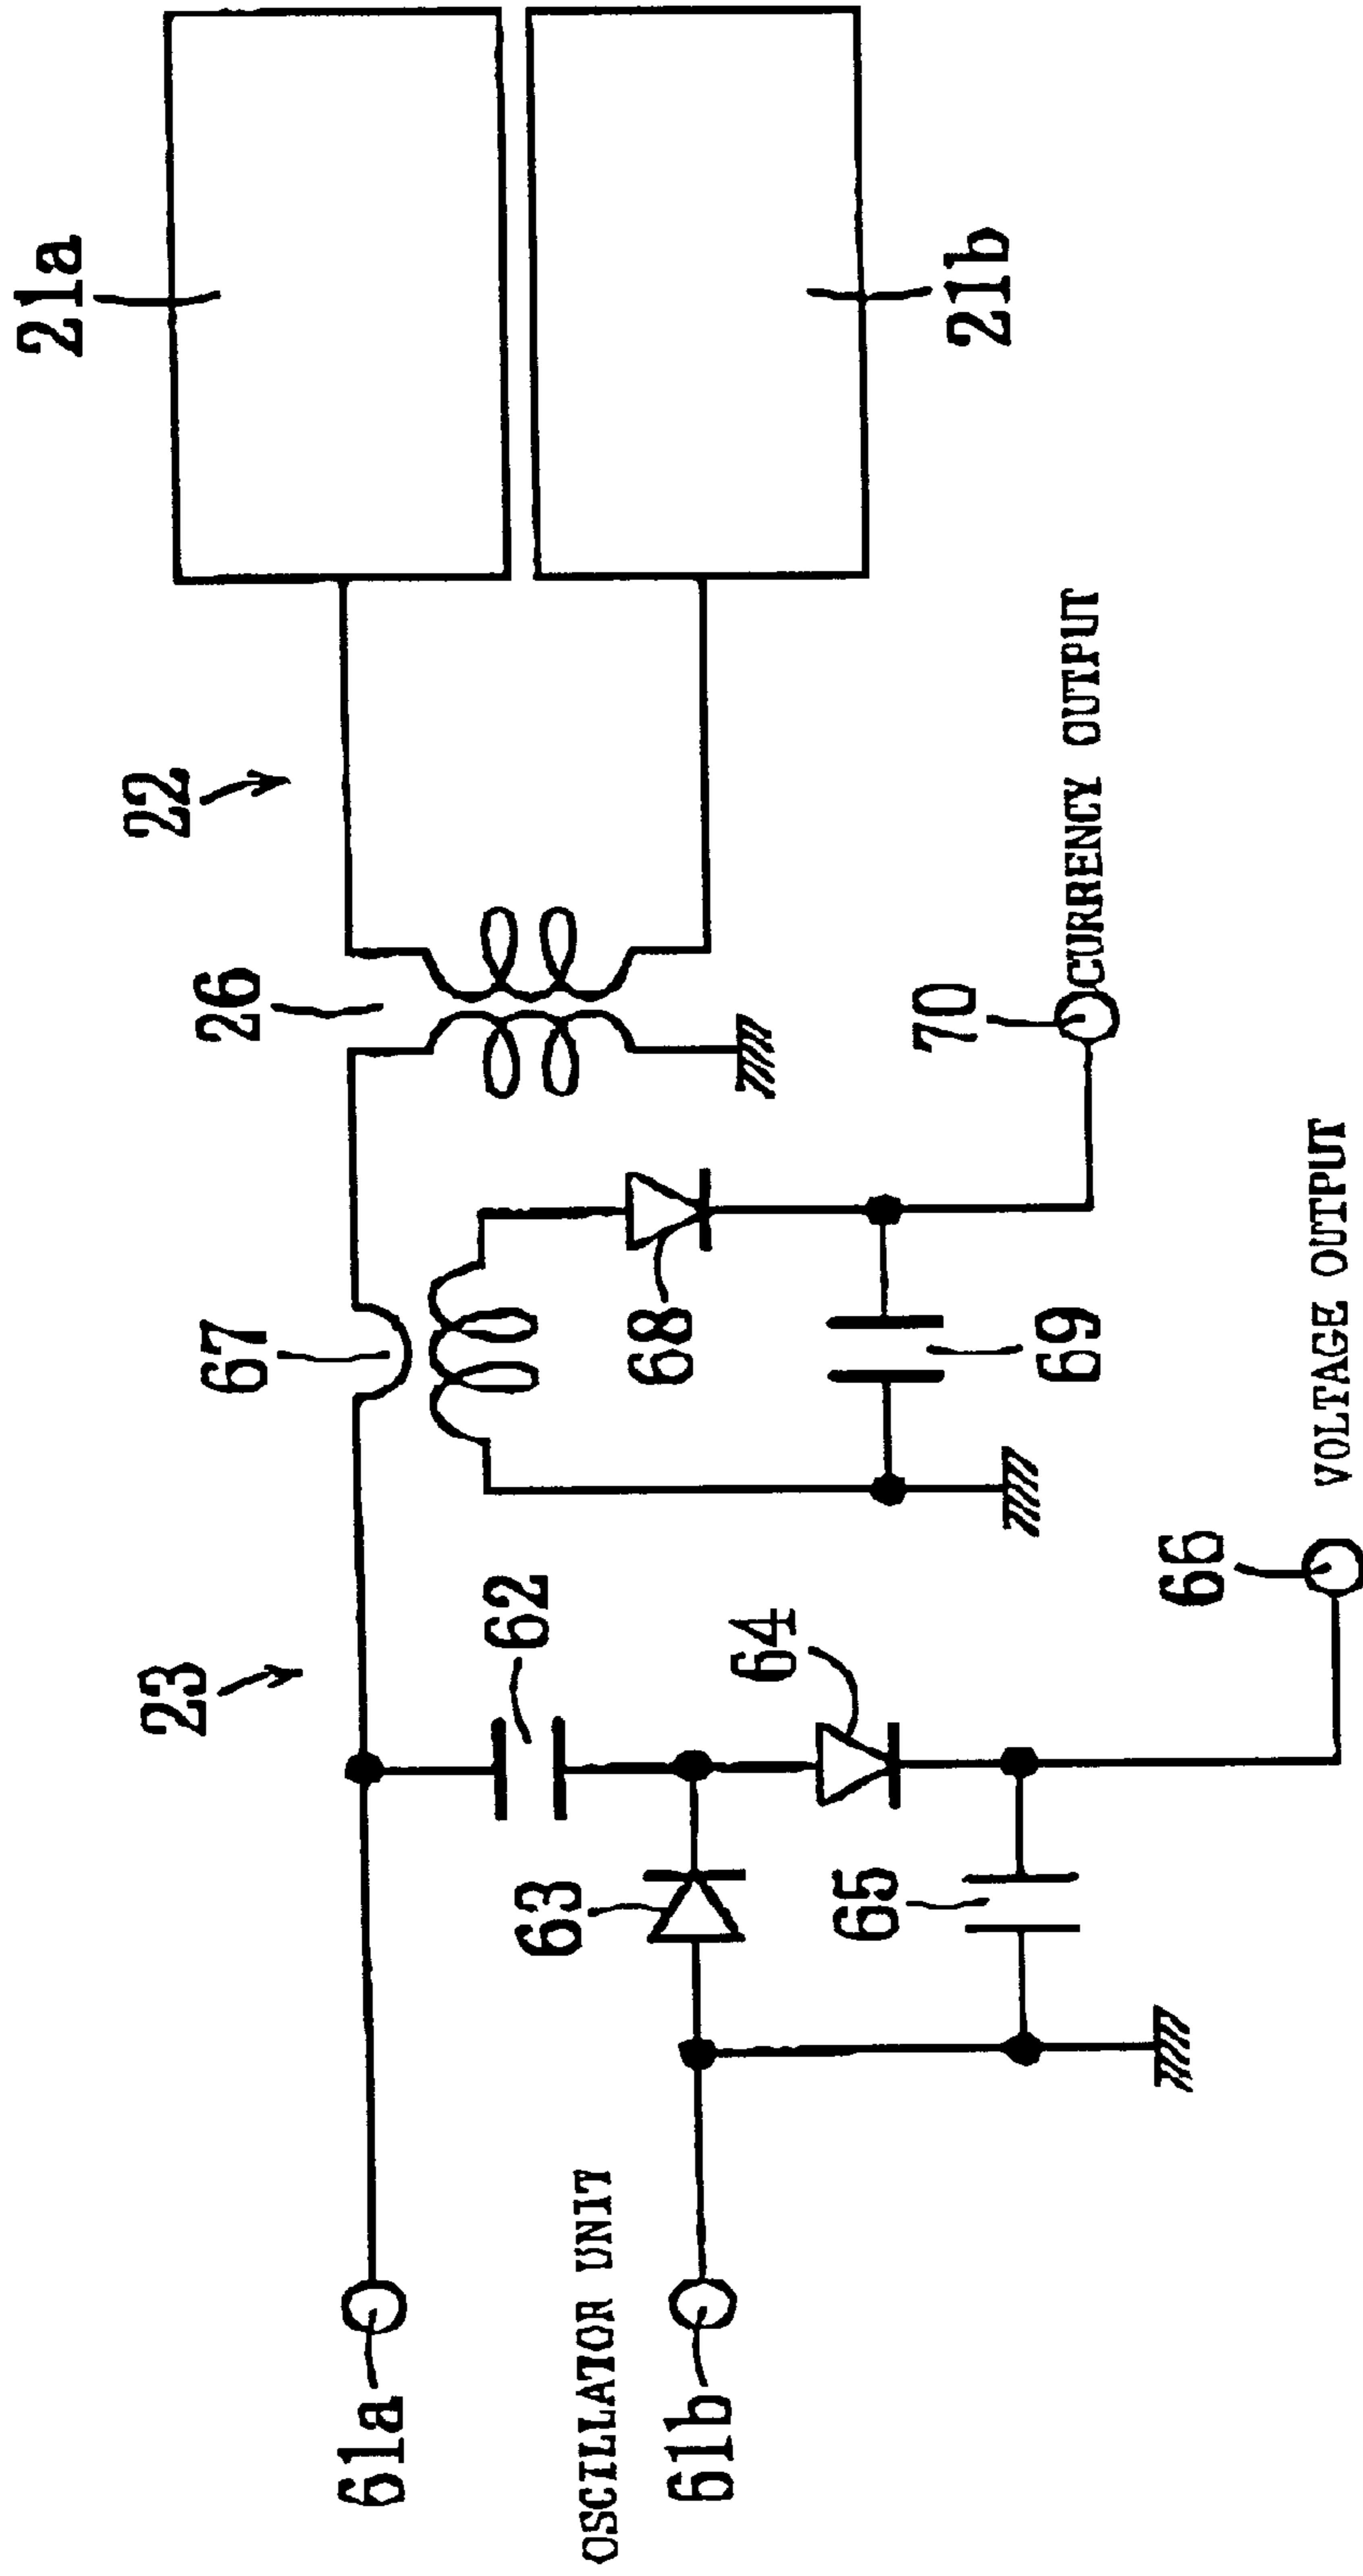 21a
22
26
67
23
62
21b
70
CURRENCY OUTPUT
68
69
64
66
VOLTAGE OUTPUT
63
65
61a
OSCILLATOR UNIT
61b